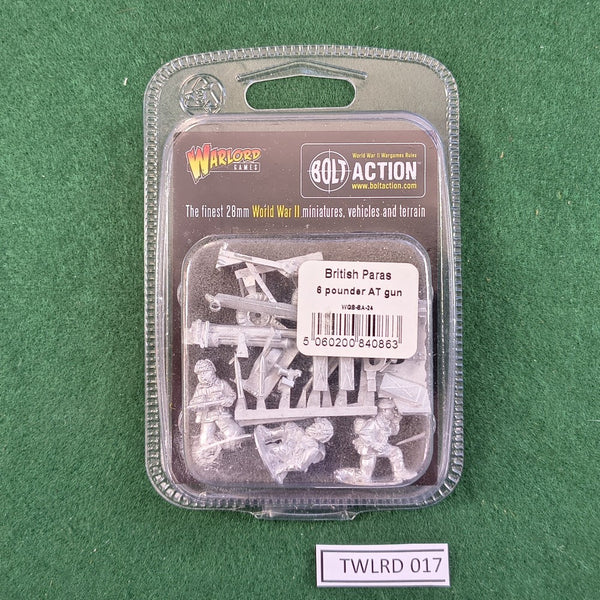 WARLORD
GAMES
World War II Wargames Rules
BOLT ACTION
www.boltaction.com
The finest 28mm World War II miniatures, vehicles and terrain
British Paras
6 pounder AT gun
WGB-BA-24
5 060200 840863
TWLRD 017